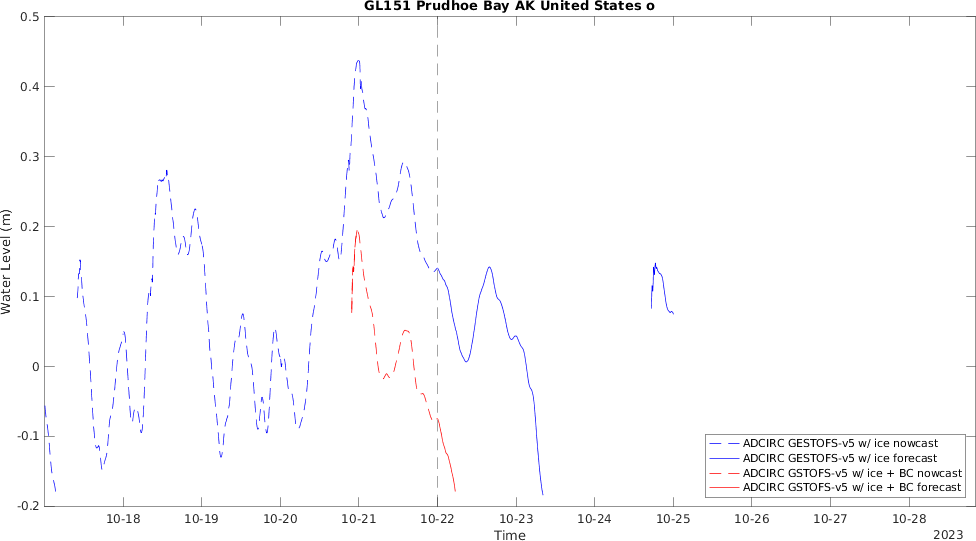 GL151 Prudhoe Bay AK United States o
0.5
0.4
0.3
0.2
0.1
0
-0.1
-0.2
Water Level (m)
10-18
10-19
10-20
10-21
10-22
10-23
10-24
10-25
10-26
10-27
10-28
Time
2023
ADCIRC GESTOFS-v5 w/ ice nowcast
ADCIRC GESTOFS-v5 w/ ice forecast
ADCIRC GSTOFS-v5 w/ ice + BC nowcast
ADCIRC GSTOFS-v5 w/ ice + BC forecast